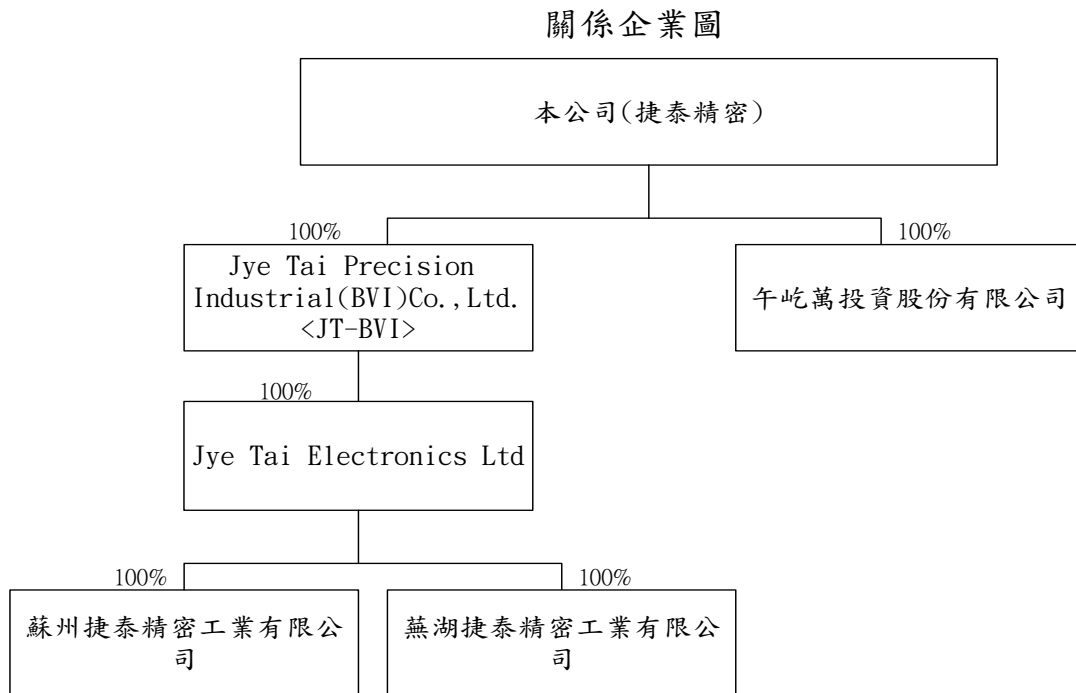 關係企業圖
本公司(捷泰精密)
100%
100%
Jye Tai Precision
Industrial(BVI)Co.,Ltd.
<JT-BVI>
午屹萬投資股份有限公司
100%
Jye Tai Electronics Ltd
100%
100%
蘇州捷泰精密工業有限公
司
蕪湖捷泰精密工業有限公
司